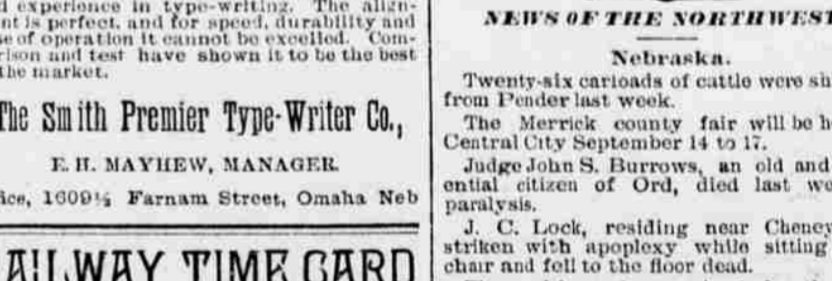 experience in type-writing. The align-
nt is perfect, and for speed, durability and
se of operation it cannot be excelled. Com-
rison and test have shown it to be the best
the market.
The Smith Premier Type-Writer Co.,
E. H. MAYHEW, MANAGER.
ice, 1609½ Farnam Street, Omaha Neb
AILWAY TIME CARD
NEWS OF THE NORTHWEST
Nebraska.
Twenty-six carloads of cattle were sh
from Pender last week.
The Merrick county fair will be h
Central City September 14 to 17.
Judge John S. Burrows, an old and
ential citizen of Ord, died last we
paralysis.
J. C. Lock, residing near Cheney
striken with apoplexy while sitting
chair and fell to the floor dead.